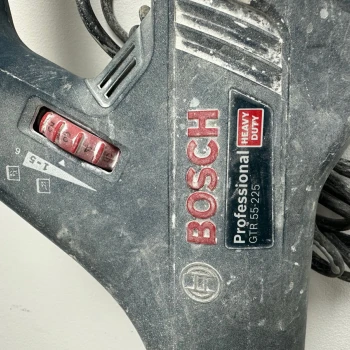 BOSCH
Professional
HEAVY
DUTY
GTR 55-225
6
1-5